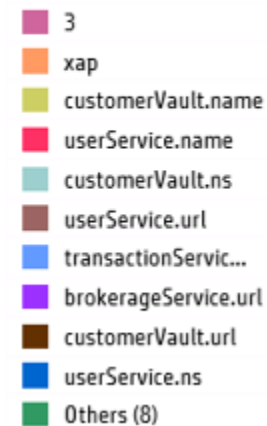 3
xap
customerVault.name
userService.name
customerVault.ns
userService.url
transactionServic...
brokerageService.url
customerVault.url
userService.ns
Others (8)